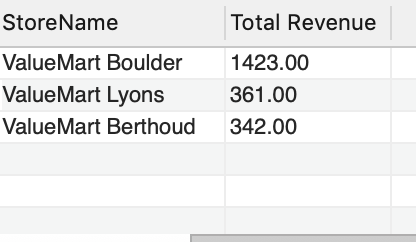 StoreName Total Revenue
ValueMart Boulder 1423.00
ValueMart Lyons 361.00
ValueMart Berthoud 342.00